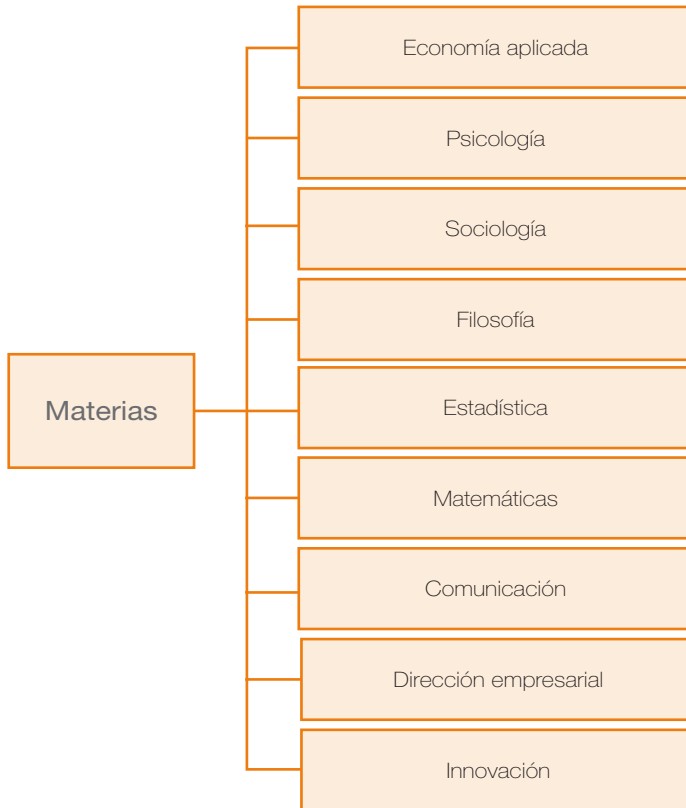 Economía aplicada
Psicología
Sociología
Filosofía
Materias
Estadística
Matemáticas
Comunicación
Dirección empresarial
Innovación